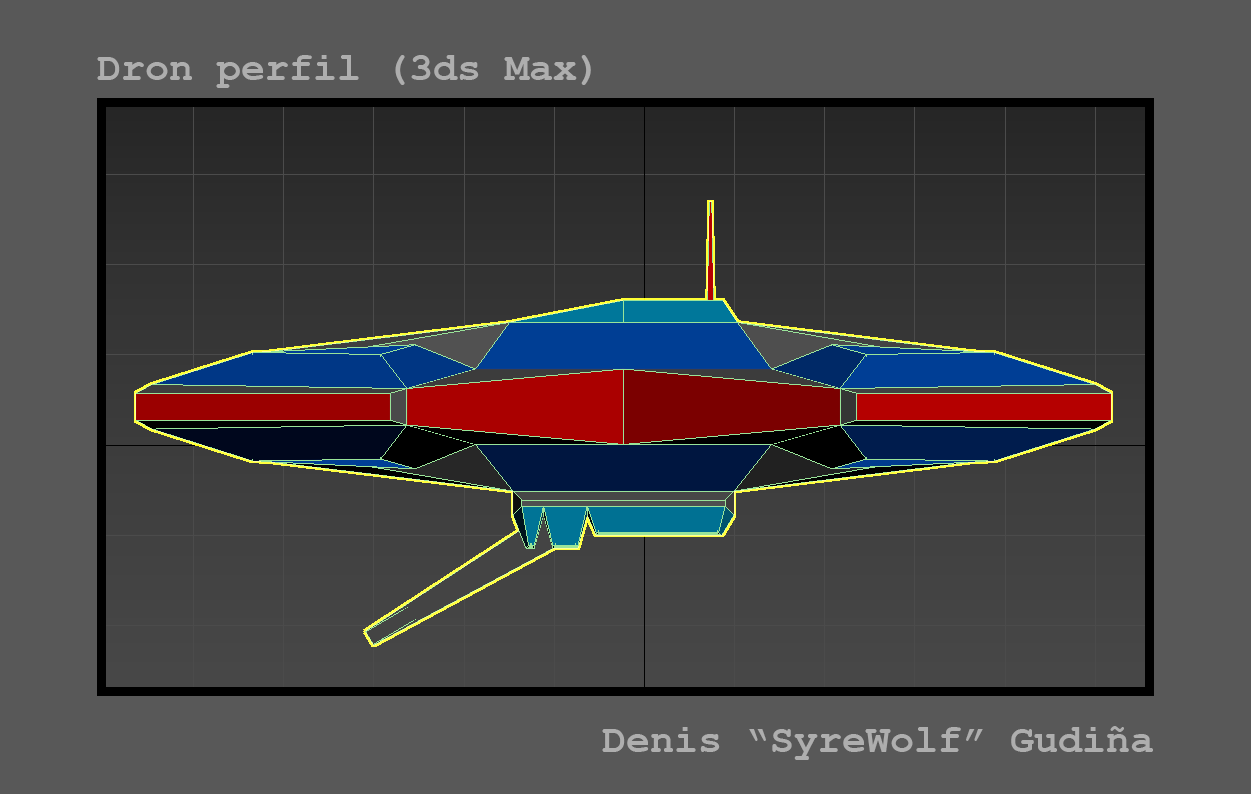 Dron perfil (3ds Max)
Denis “SyreWolf” Gudiña